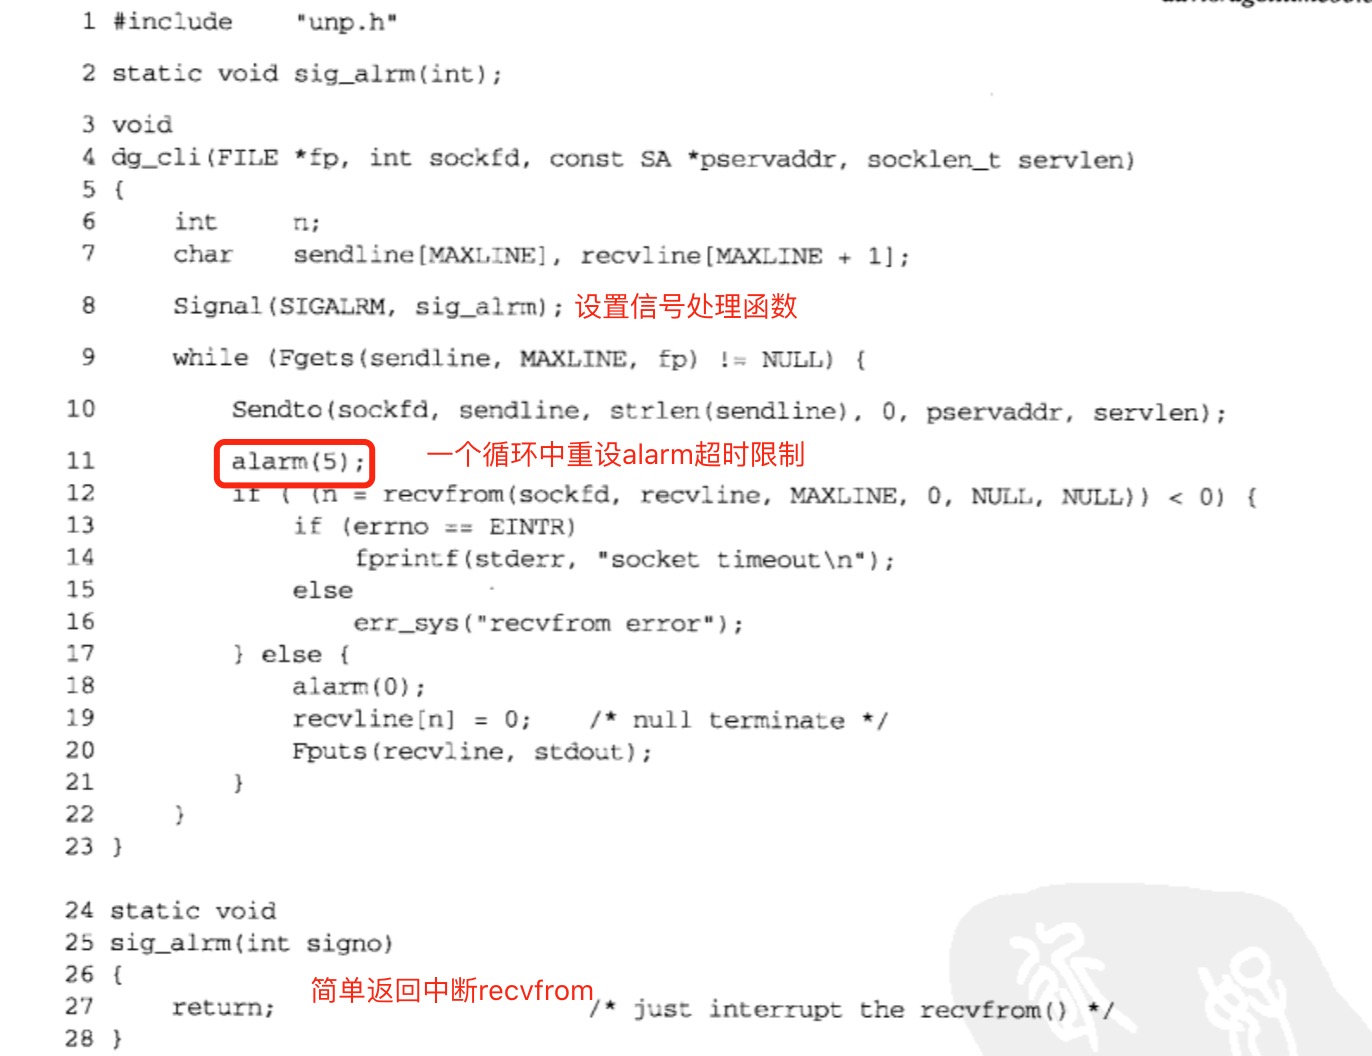 1 #include "unp.h"
2 static void sig_alrm(int);
3 void
4 dg_cli(FILE *fp, int sockfd, const SA *pservaddr, socklen_t servlen)
5 {
6 int n;
7 char sendline[MAXLINE], recvline[MAXLINE + 1];
8 Signal(SIGALRM, sig_alrm); 设置信号处理函数
9 while (Fgets(sendline, MAXLINE, fp) != NULL) {
10 Sendto(sockfd, sendline, strlen(sendline), 0, pservaddr, servlen);
11 alarm(5); 一个循环中重设alarm超时限制
12 if ( (n = recvfrom(sockfd, recvline, MAXLINE, 0, NULL, NULL)) < 0) {
13 if (errno == EINTR)
14 fprintf(stderr, "socket timeout\n");
15 else
16 err_sys("recvfrom error");
17 } else {
18 alarm(0);
19 recvline[n] = 0; /* null terminate */
20 Fputs(recvline, stdout);
21 }
22 }
23 }
24 static void
25 sig_alrm(int signo)
26 {
27 return; 简单返回中断recvfrom /* just interrupt the recvfrom() */
28 }